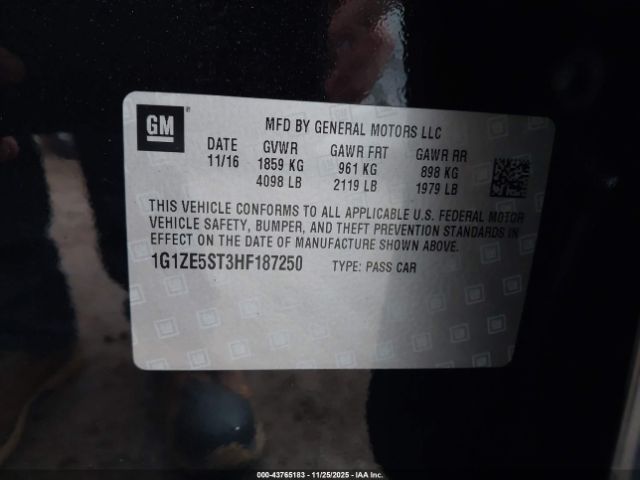 GM
MFD BY GENERAL MOTORS LLC
DATE GVWR GAWR FRT GAWR RR
11/16 1859 KG 961 KG 898 KG
4098 LB 2119 LB 1979 LB
THIS VEHICLE CONFORMS TO ALL APPLICABLE U.S. FEDERAL MOTOR
VEHICLE SAFETY, BUMPER, AND THEFT PREVENTION STANDARDS IN
EFFECT ON THE DATE OF MANUFACTURE SHOWN ABOVE.
1G1ZE5ST3HF187250 TYPE: PASS CAR
000-43765183 - 11/25/2025 - IAA Inc.